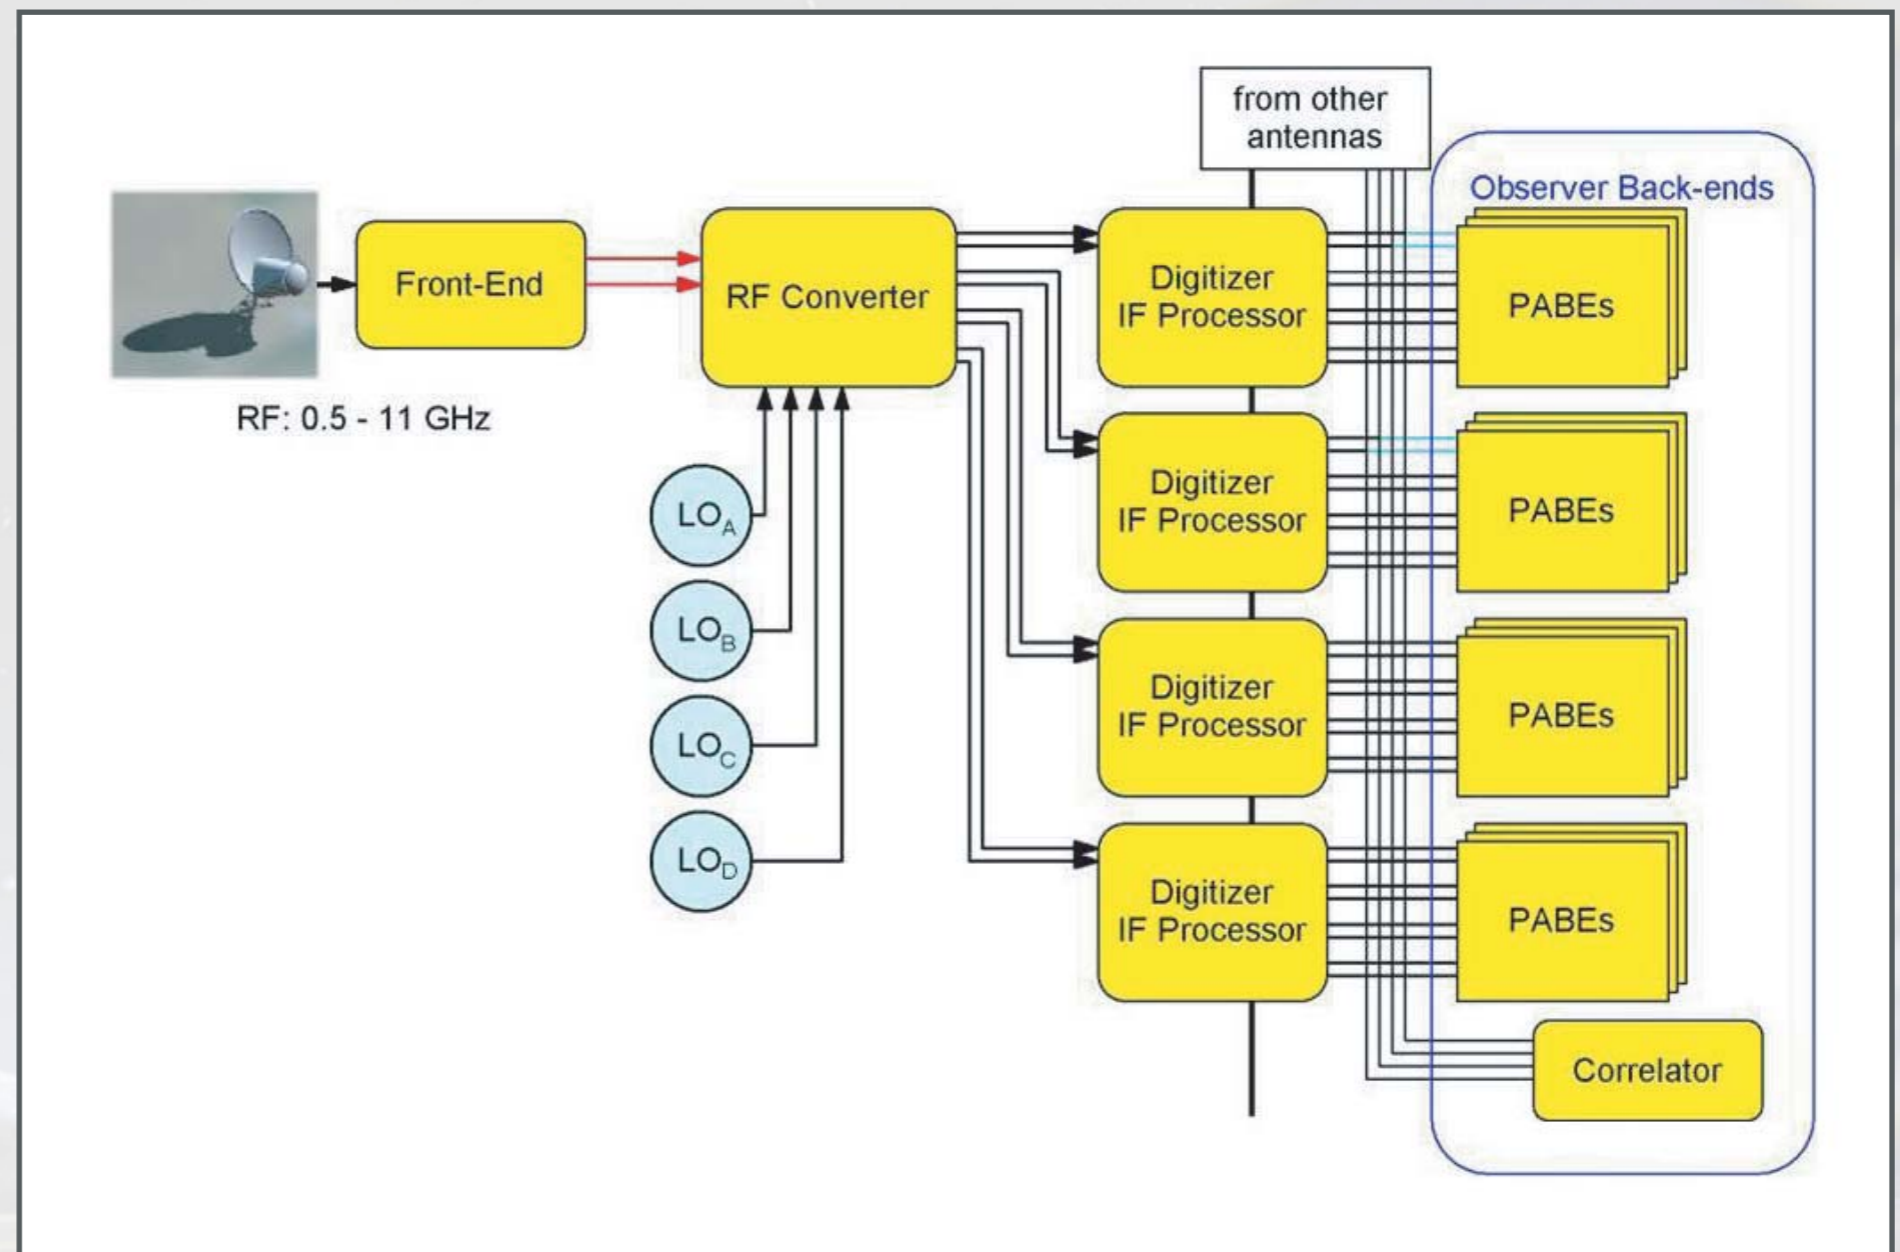 from other
antennas
Observer Back-ends
Front-End
RF Converter
Digitizer
IF Processor
PABEs
RF: 0.5 - 11 GHz
LOA
Digitizer
IF Processor
PABEs
LOB
Digitizer
IF Processor
PABEs
LOC
LOD
Digitizer
IF Processor
PABEs
Correlator